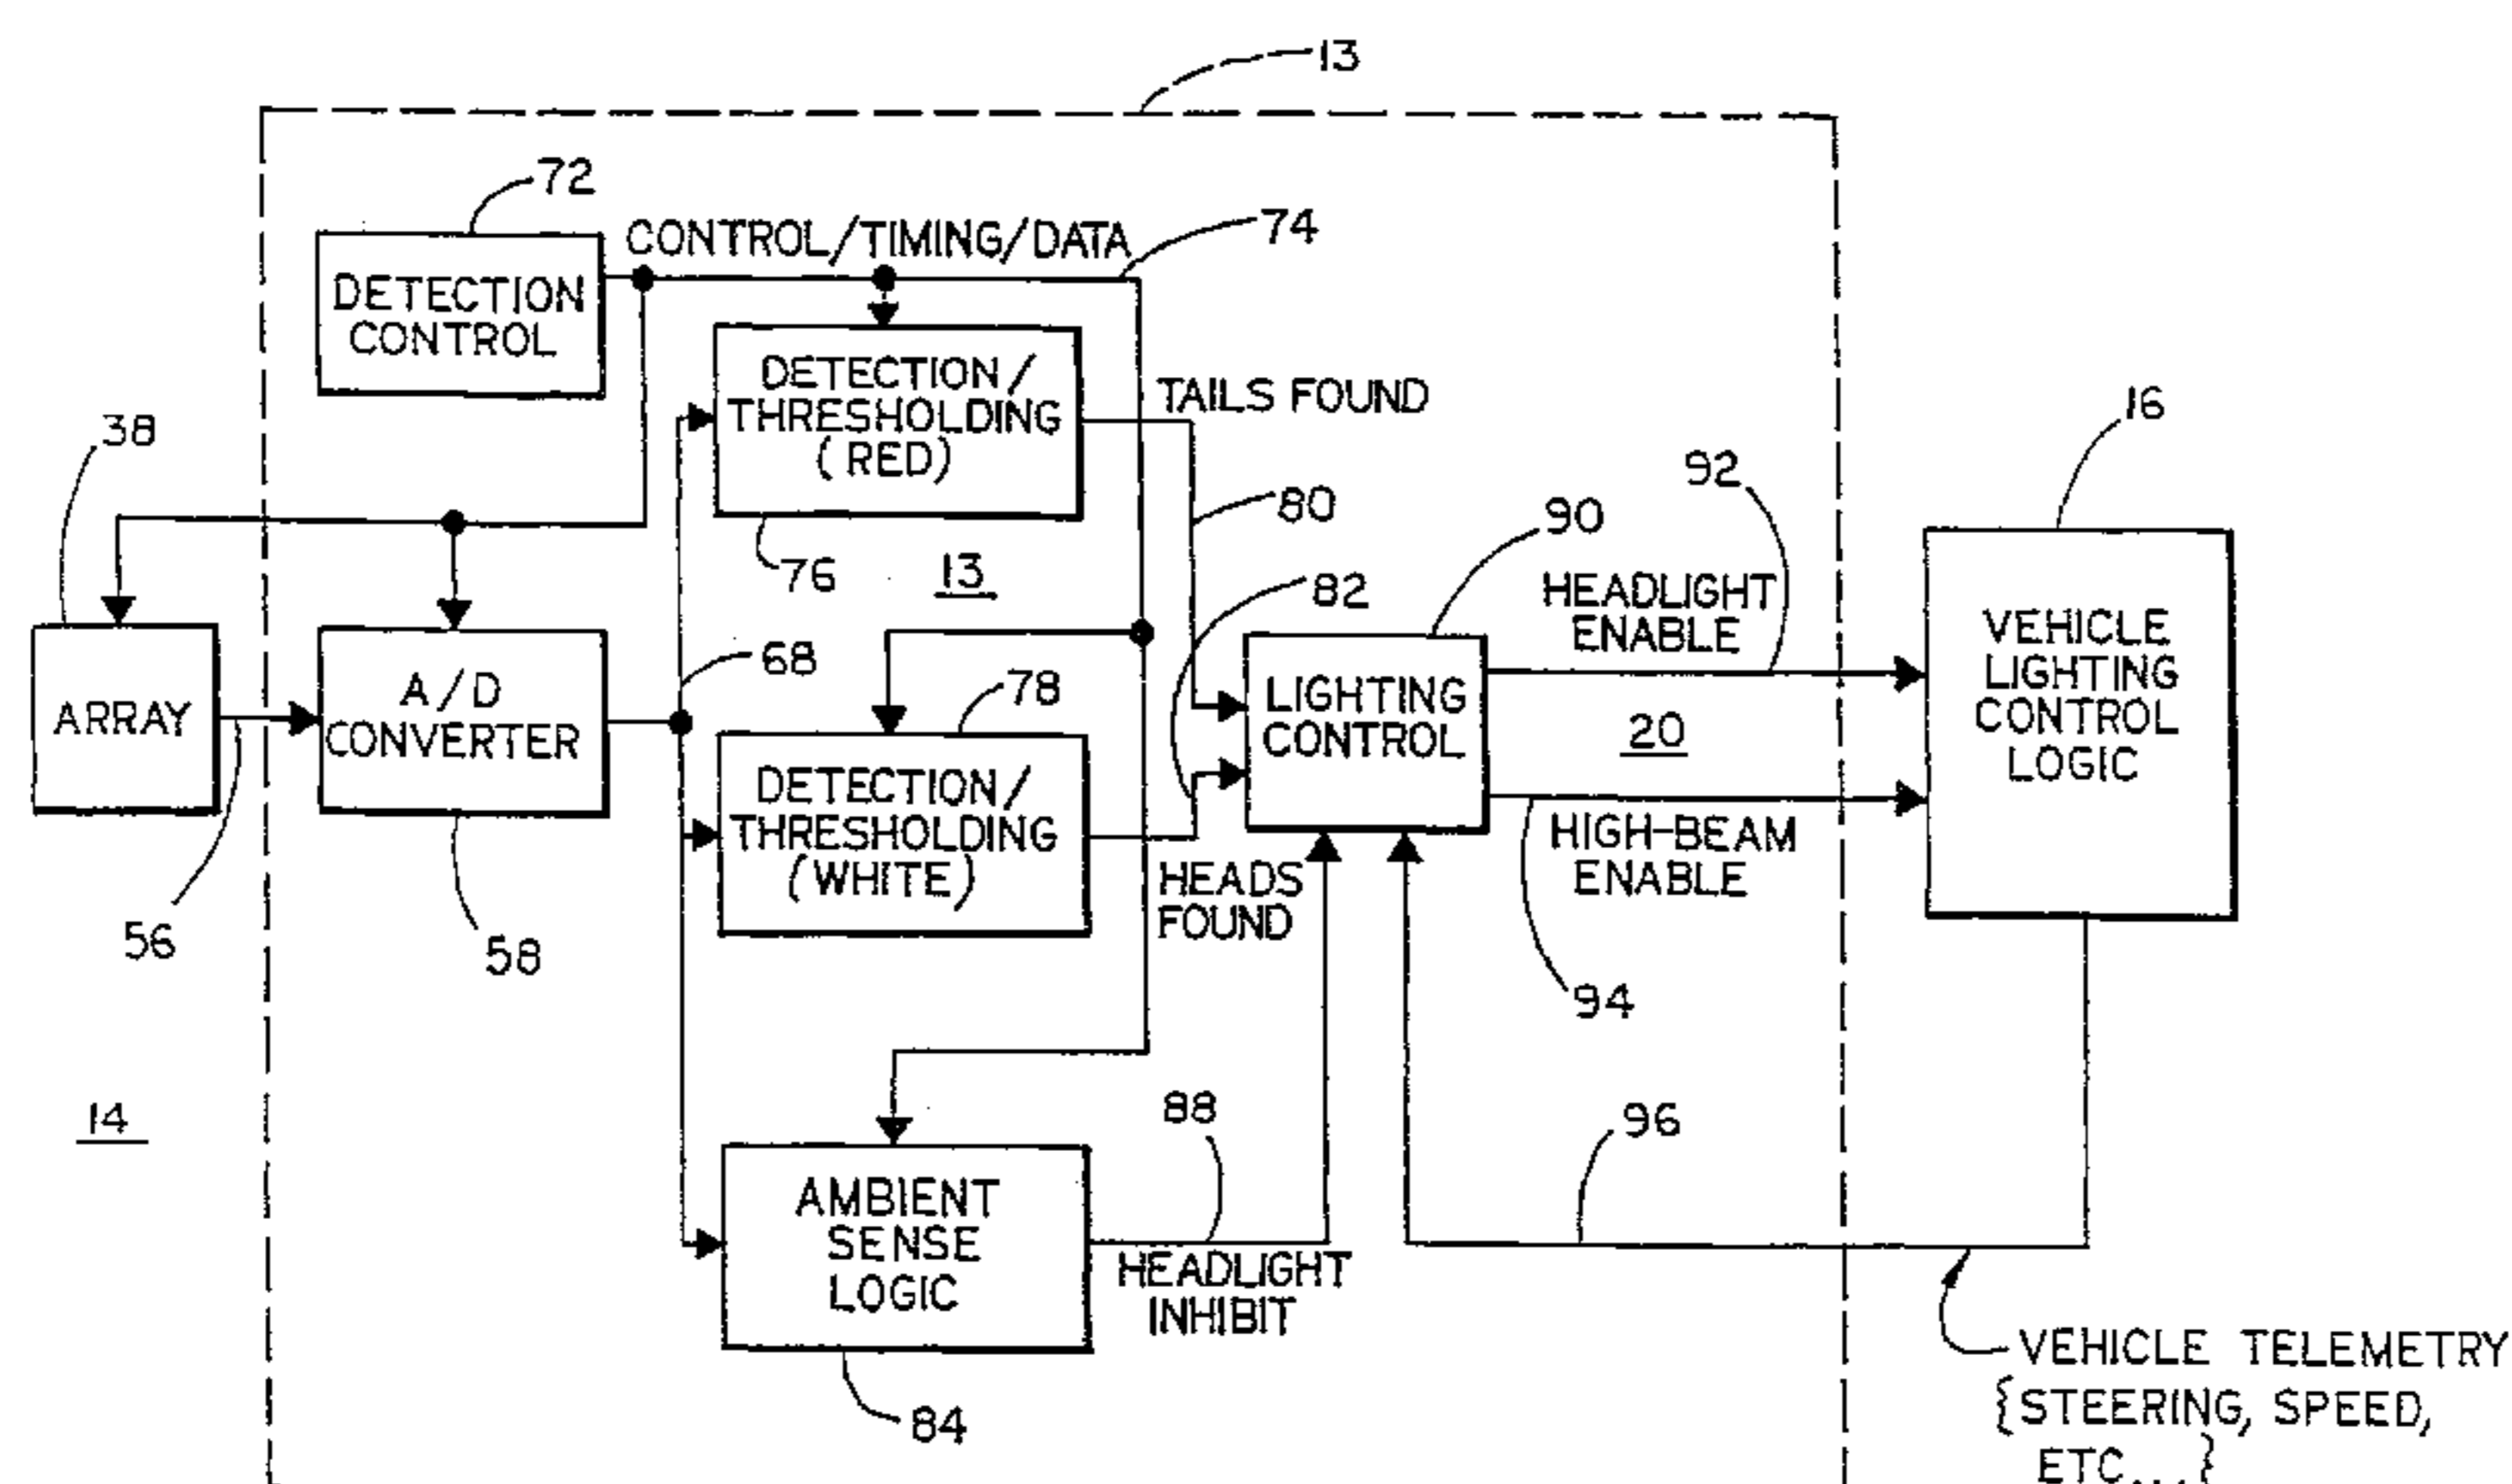 13
72
CONTROL/TIMING/DATA
74
DETECTION
CONTROL
DETECTION/
THRESHOLDING
(RED)
TAILS FOUND
38
16
92
80
90
76
13
82
HEADLIGHT
ENABLE
68
78
ARRAY
A/D
CONVERTER
LIGHTING
CONTROL
20
VEHICLE
LIGHTING
CONTROL
LOGIC
DETECTION/
THRESHOLDING
(WHITE)
HIGH-BEAM
ENABLE
HEADS
FOUND
56
58
94
14
88
96
AMBIENT
SENSE
LOGIC
HEADLIGHT
INHIBIT
84
VEHICLE TELEMETRY
{STEERING, SPEED,
ETC...}